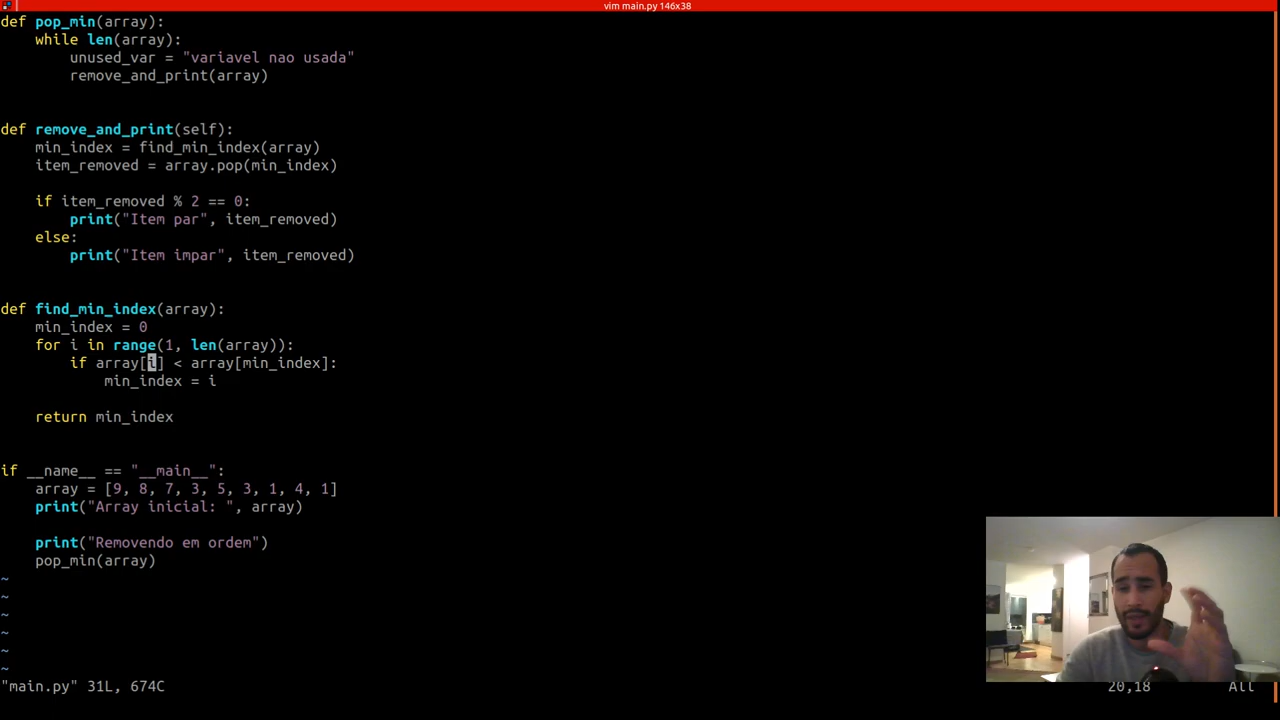 vim main.py 146x38
def pop_min(array):
    while len(array):
        unused_var = "variavel nao usada"
        remove_and_print(array)
def remove_and_print(self):
    min_index = find_min_index(array)
    item_removed = array.pop(min_index)
    if item_removed % 2 == 0:
        print("Item par", item_removed)
    else:
        print("Item impar", item_removed)
def find_min_index(array):
    min_index = 0
    for i in range(1, len(array)):
        if array[i] < array[min_index]:
            min_index = i
    return min_index
if __name__ == "__main__":
    array = [9, 8, 7, 3, 5, 3, 1, 4, 1]
    print("Array inicial: ", array)
    print("Removendo em ordem")
    pop_min(array)
~
~
~
~
~
~
"main.py" 31L, 674C 20,18 All